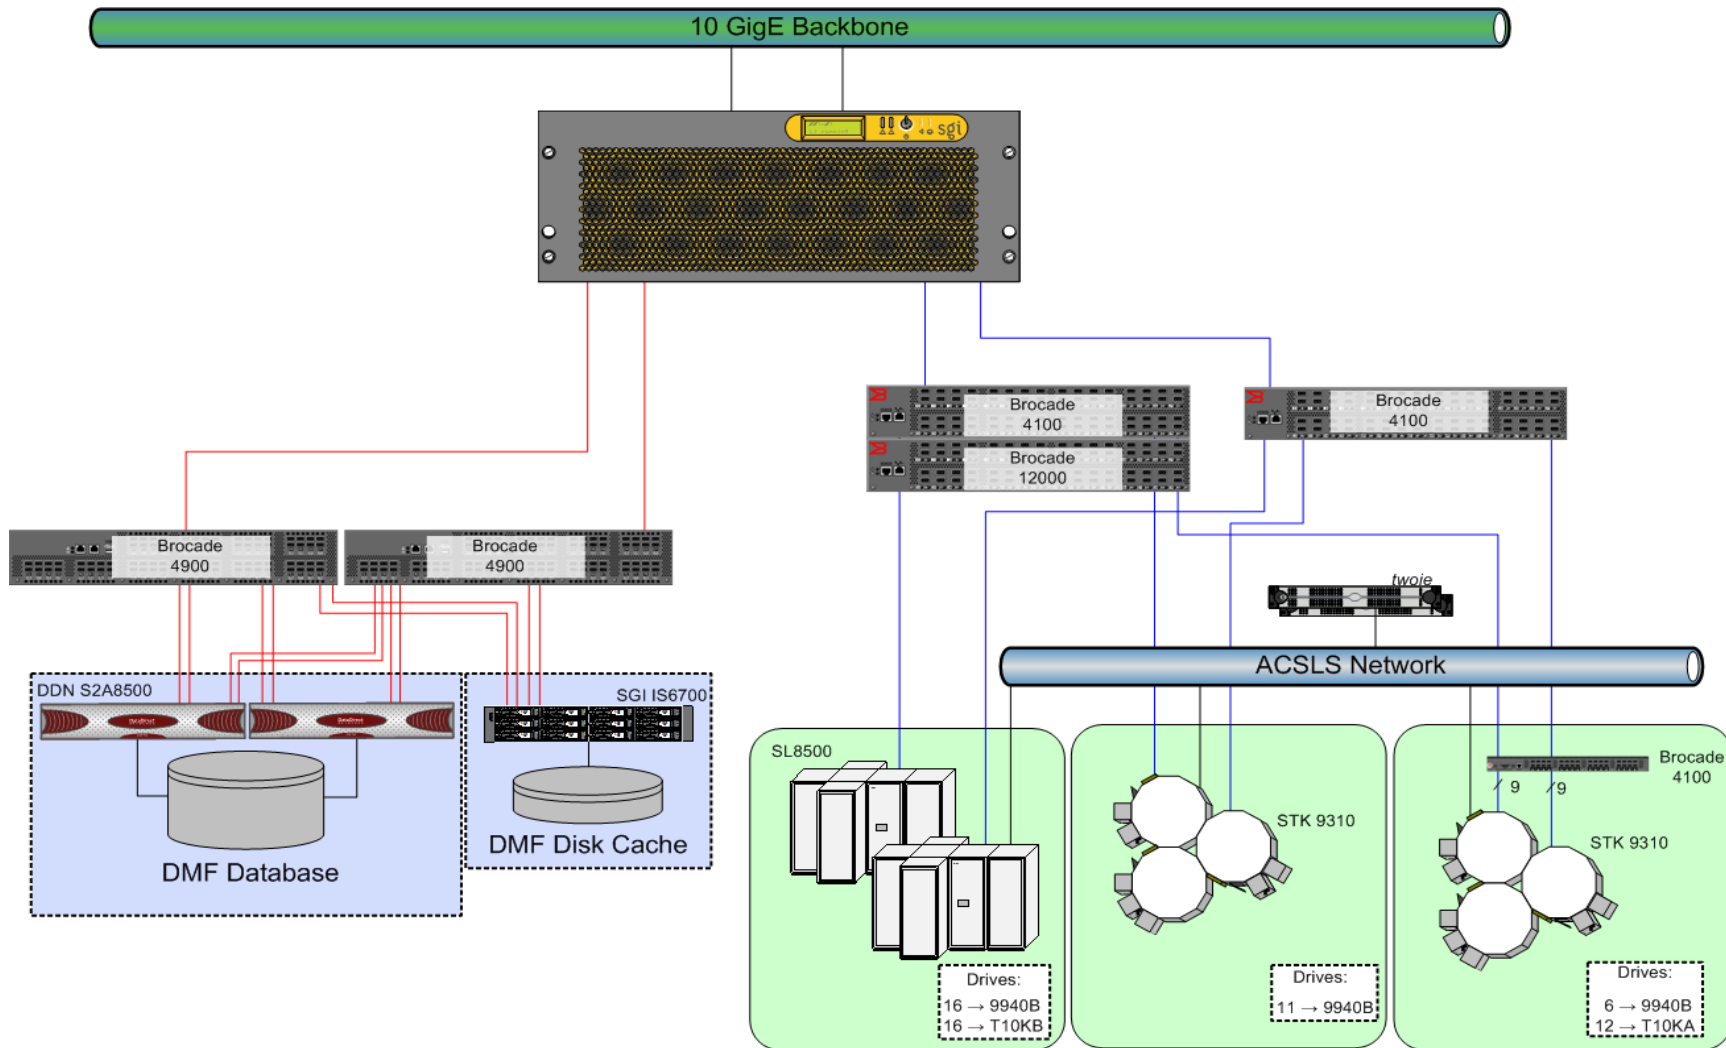 10 GigE Backbone
sgi
Brocade
4100
Brocade
12000
Brocade
4100
Brocade
4900
Brocade
4900
twoie
ACSLS Network
DDN S2A8500
DMF Database
SGI IS6700
DMF Disk Cache
SL8500
Drives:
16 → 9940B
16 → T10KB
STK 9310
Drives:
11 → 9940B
Brocade
4100
9
9
STK 9310
Drives:
6 → 9940B
12 → T10KA